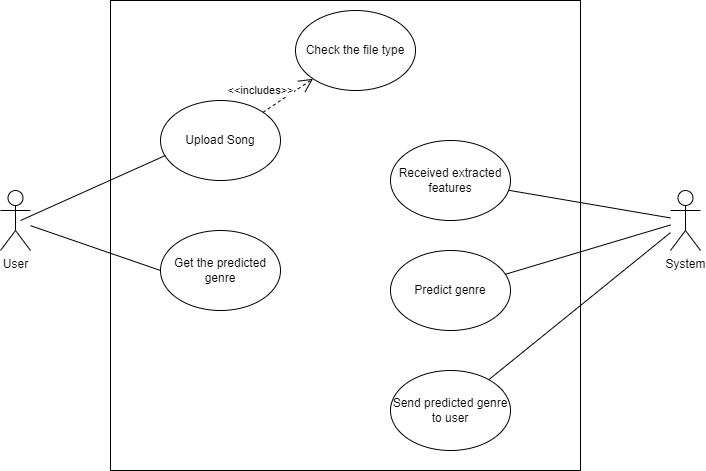 Check the file type
<<includes>>
Upload Song
Received extracted
features
User
System
Get the predicted
genre
Predict genre
Send predicted genre
to user